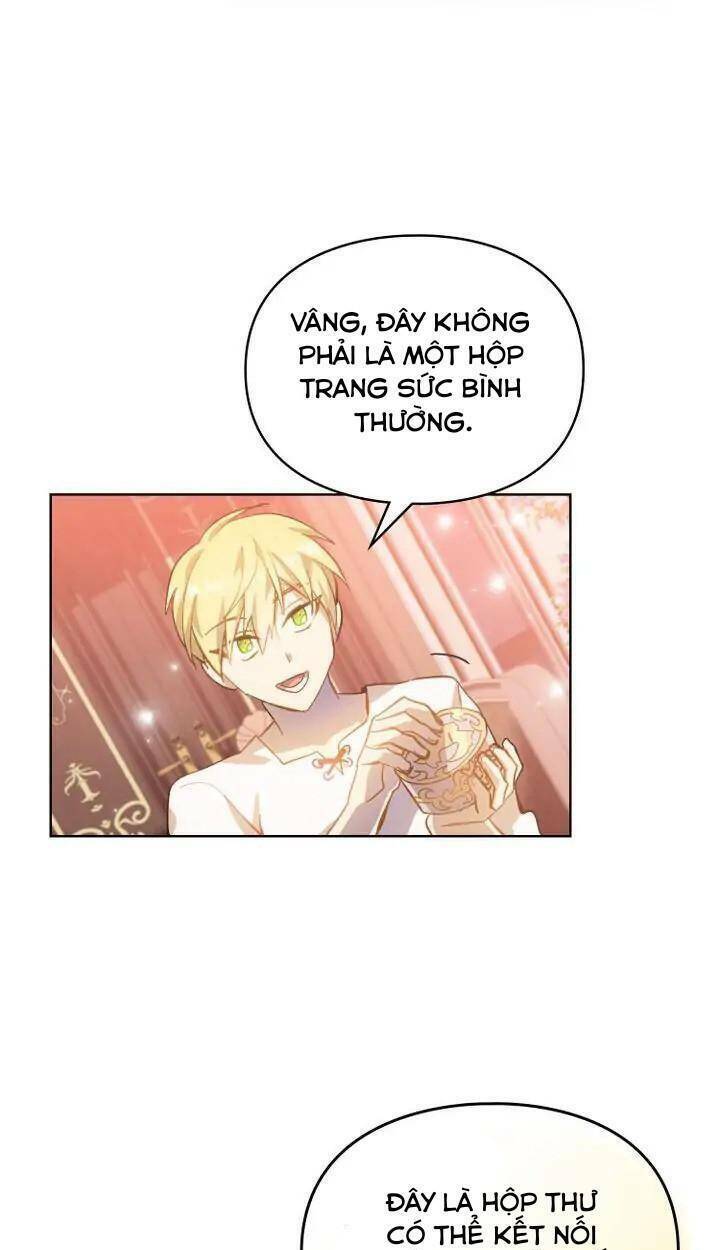 VÂNG, ĐÂY KHÔNG
PHẢI LÀ MỘT HỘP
TRANG SỨC BÌNH
THƯỜNG.
ĐÂY LÀ HỘP THƯ
CÓ THỂ KẾT NỐI